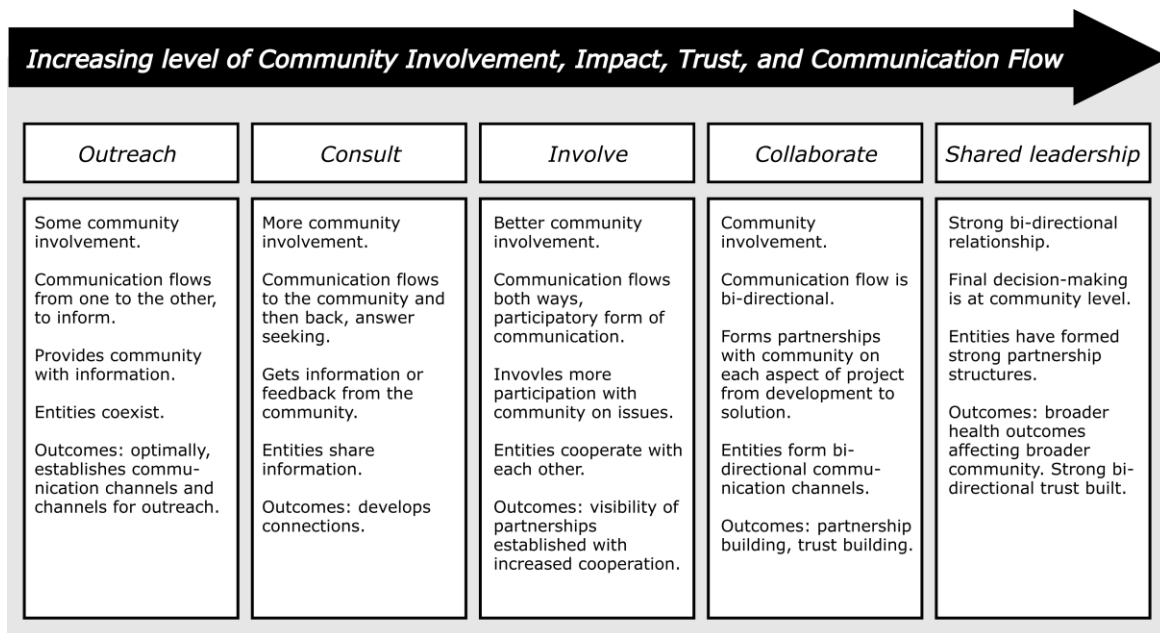 Increasing level of Community Involvement, Impact, Trust, and Communication Flow
Outreach
Some community
involvement.
Communication flows
from one to the other,
to inform.
Provides community
with information.
Entities coexist.
Outcomes: optimally,
establishes commu-
nication channels and
channels for outreach.
Consult
More community
involvement.
Communication flows
to the community and
then back, answer
seeking.
Gets information or
feedback from the
community.
Entities share
information.
Outcomes: develops
connections.
Involve
Better community
involvement.
Communication flows
both ways,
participatory form of
communication.
Invovles more
participation with
community on issues.
Entities cooperate with
each other.
Outcomes: visibility of
partnerships
established with
increased cooperation.
Collaborate
Community
involvement.
Communication flow is
bi-directional.
Forms partnerships
with community on
each aspect of project
from development to
solution.
Entities form bi-
directional commu-
nication channels.
Outcomes: partnership
building, trust building.
Shared leadership
Strong bi-directional
relationship.
Final decision-making
is at community level.
Entities have formed
strong partnership
structures.
Outcomes: broader
health outcomes
affecting broader
community. Strong bi-
directional trust built.